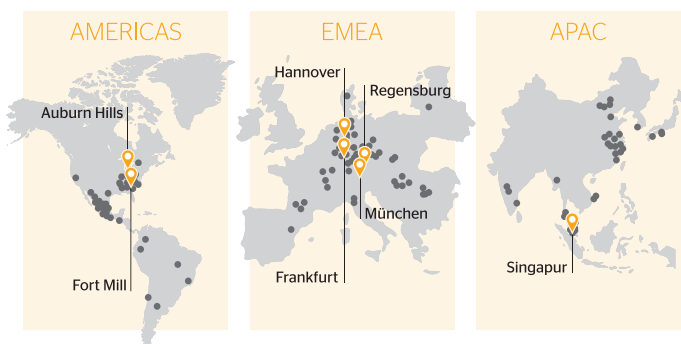 AMERICAS
Auburn Hills
Fort Mill
EMEA
Hannover
Regensburg
München
Frankfurt
APAC
Singapur